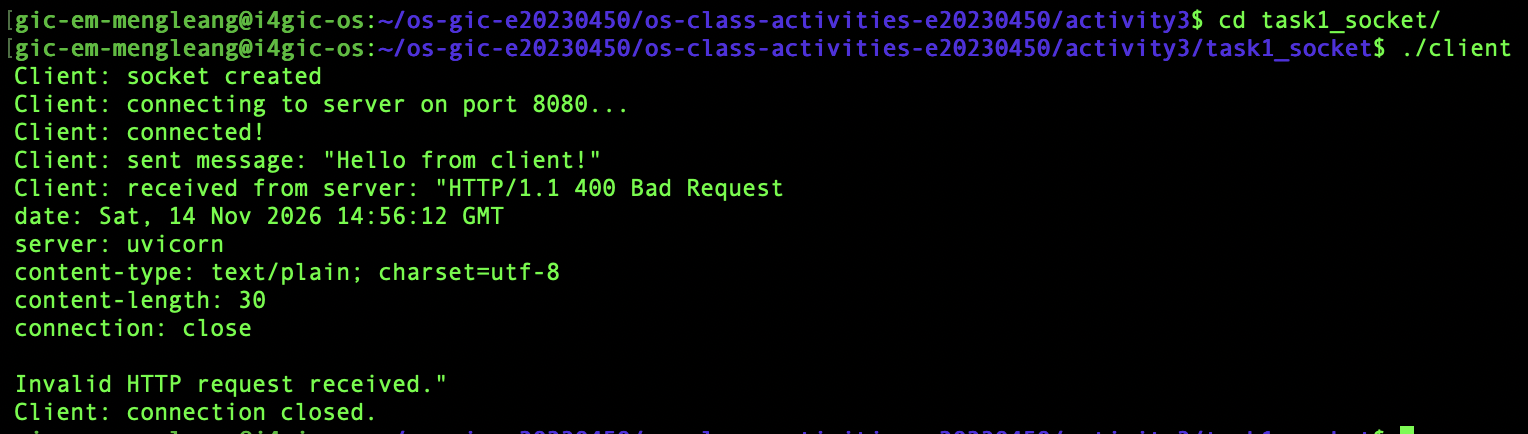 [gic-em-mengleang@i4gic-os:~/os-gic-e20230450/os-class-activities-e20230450/activity3$ cd task1_socket/
[gic-em-mengleang@i4gic-os:~/os-gic-e20230450/os-class-activities-e20230450/activity3/task1_socket$ ./client
Client: socket created
Client: connecting to server on port 8080...
Client: connected!
Client: sent message: "Hello from client!"
Client: received from server: "HTTP/1.1 400 Bad Request
date: Sat, 14 Nov 2026 14:56:12 GMT
server: uvicorn
content-type: text/plain; charset=utf-8
content-length: 30
connection: close
Invalid HTTP request received."
Client: connection closed.